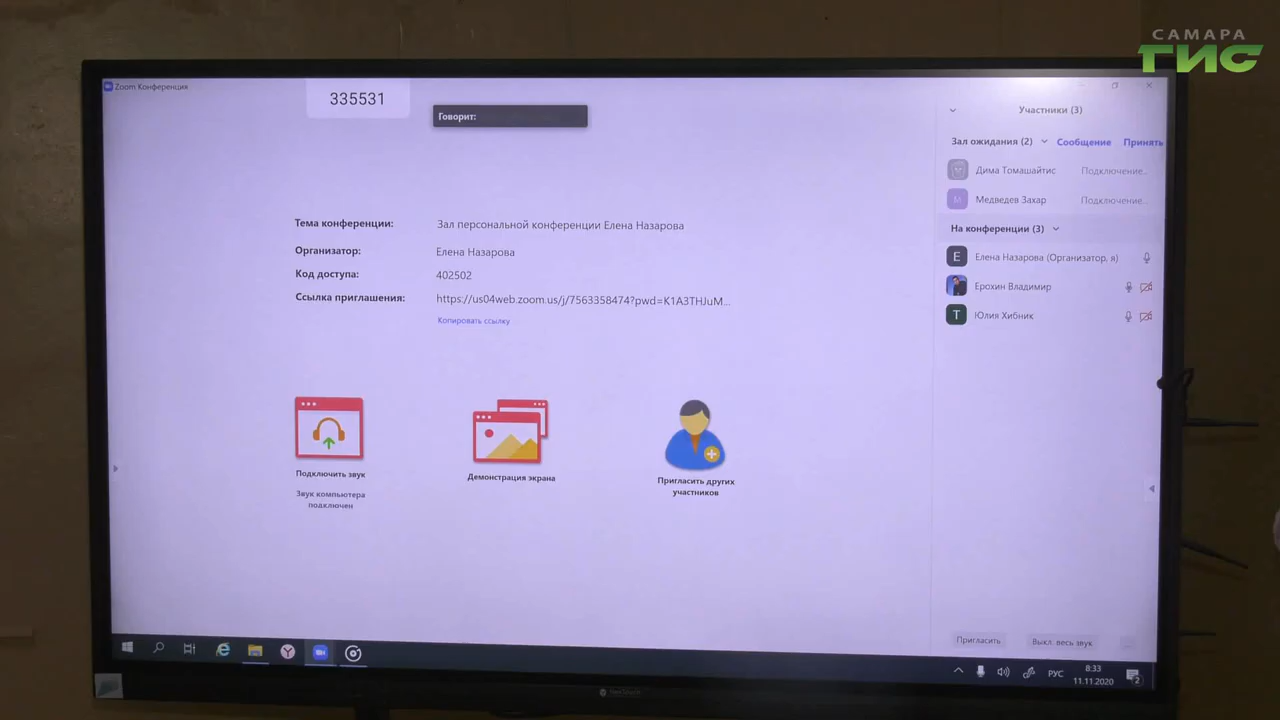 САМАРА
ГИС
Zoom Конференция
335531
Говорит:
Участники (3)
Зал ожидания (2) Сообщение Принять
Дима Томашайтис Подключение...
М Медведев Захар Подключение...
На конференции (3)
E Елена Назарова (Организатор, я)
Ерохин Владимир
T Юлия Хибник
Тема конференции: Зал персональной конференции Елена Назарова
Организатор: Елена Назарова
Код доступа: 402502
Ссылка приглашения: https://us04web.zoom.us/j/7563358474?pwd=K1A3THJuM...
Копировать ссылку
Подключить звук
Звук компьютера
подключен
Демонстрация экрана
Пригласить других
участников
Пригласить Выкл. весь звук ...
РУС
8:33
11.11.2020
2